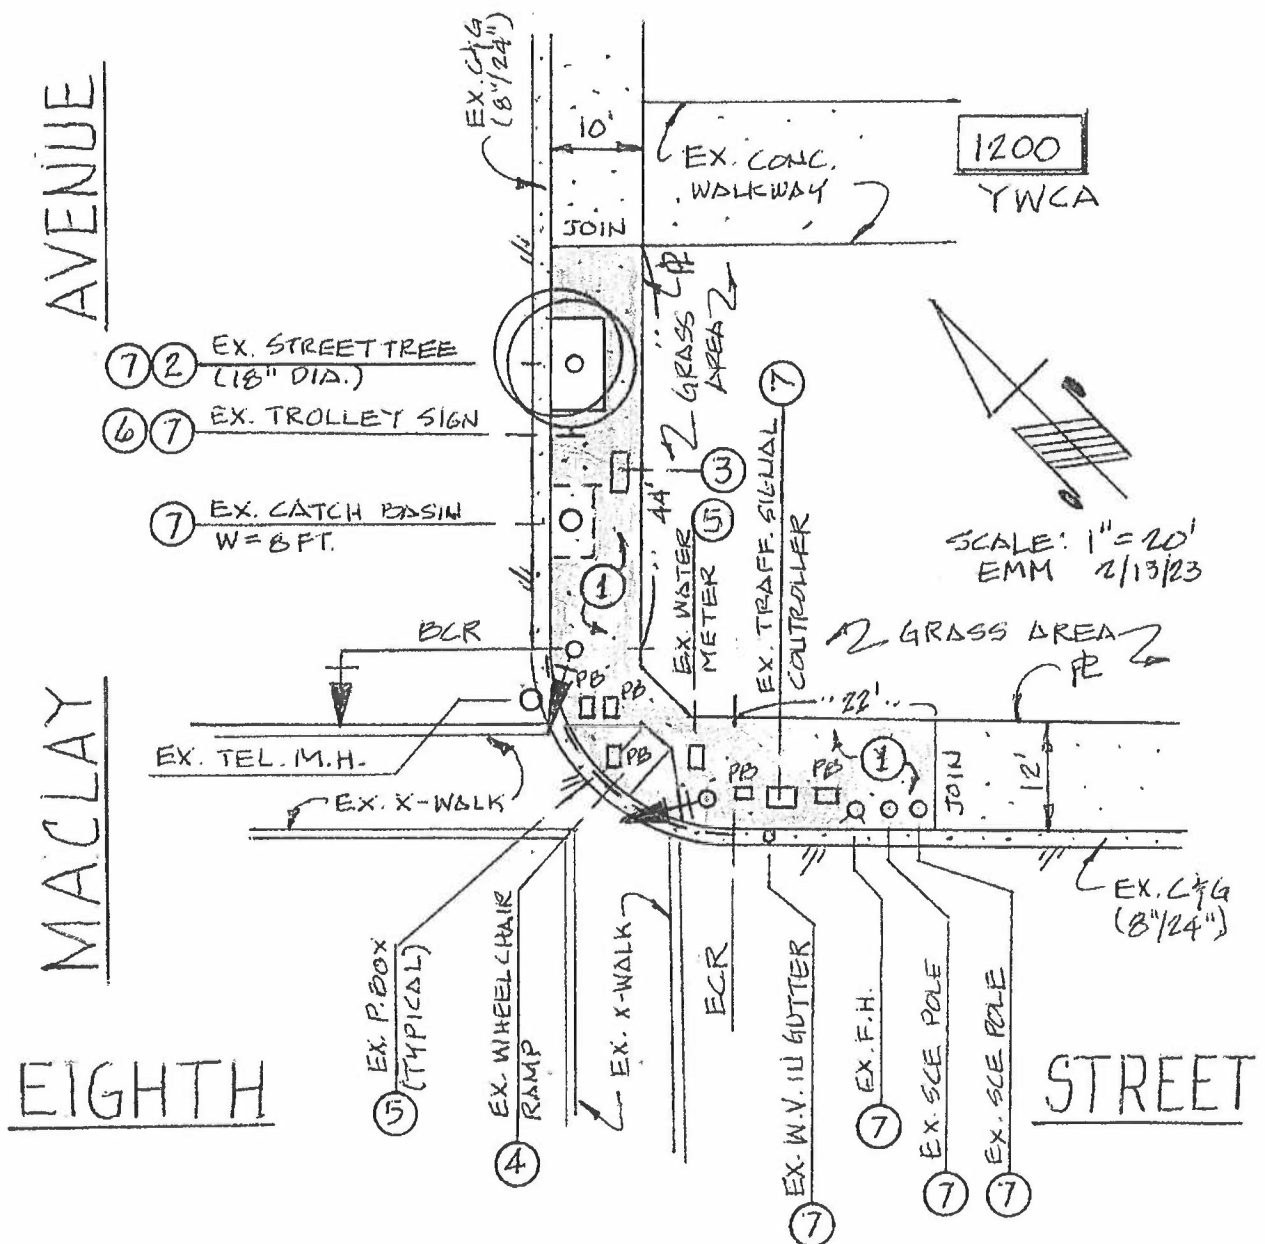 AVENUE
EX. C&G
(8"/24")
10'
EX. CONC.
WALKWAY
1200
YWCA
JOIN
PL
GRASS
AREA
7 2 EX. STREET TREE
(18" DIA.)
6 7 EX. TROLLEY SIGN
7 EX. CATCH BASIN
W=8 FT.
3
44'
1
5
EX. WATER
METER
7
EX. TRAFF. SIGNAL
CONTROLLER
SCALE: 1"=20'
EMM 2/13/23
BCR
GRASS AREA
PL
22'
MACLAY
EX. TEL. M.H.
EX. X-WALK
PB
PB
PB
PB
PB
1
JOIN
12'
EX. C&G
(8"/24")
EX. P. BOX
(TYPICAL)
5
EX. WHEELCHAIR
RAMP
4
EX. X-WALK
ECR
EX. W.V. IN GUTTER
7
EX. F.H.
7
EX. SCE POLE
7
EX. SCE POLE
7
EIGHTH
STREET